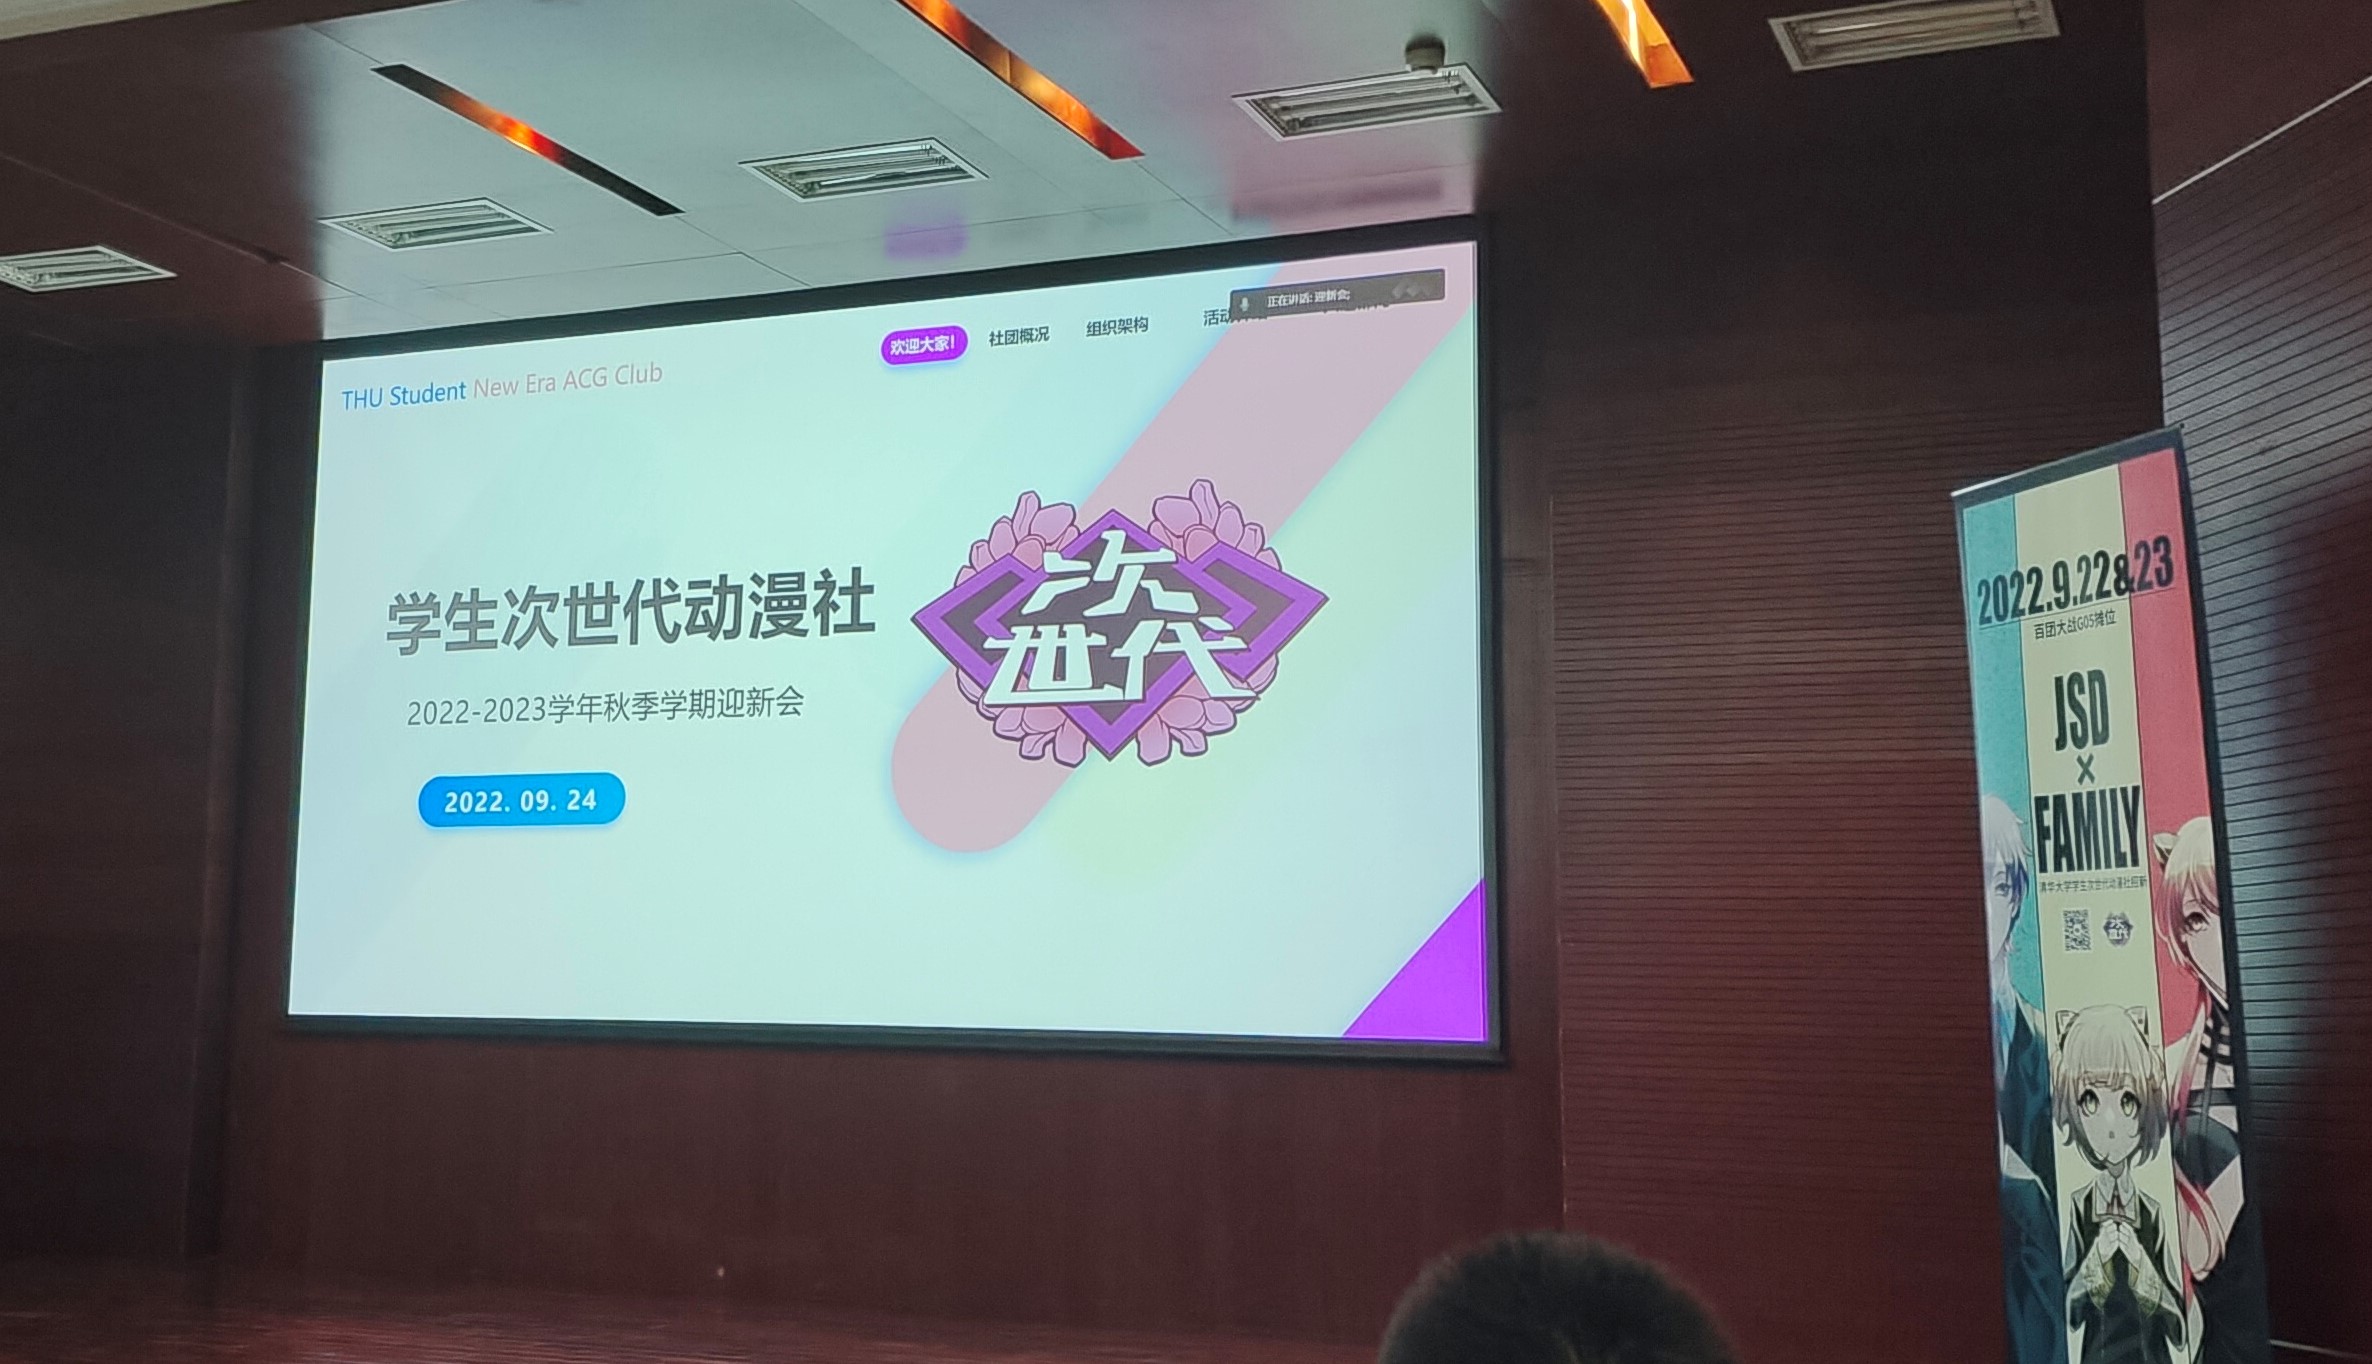 THU Student New Era ACG Club
欢迎大家!
社团概况
组织架构
活动
正在讲话: 迎新会;
学生次世代动漫社
2022-2023学年秋季学期迎新会
2022. 09. 24
次
世代
2022.9.22&23
百团大战G05摊位
JSD
×
FAMILY
清华大学学生次世代动漫社招新
次
世代